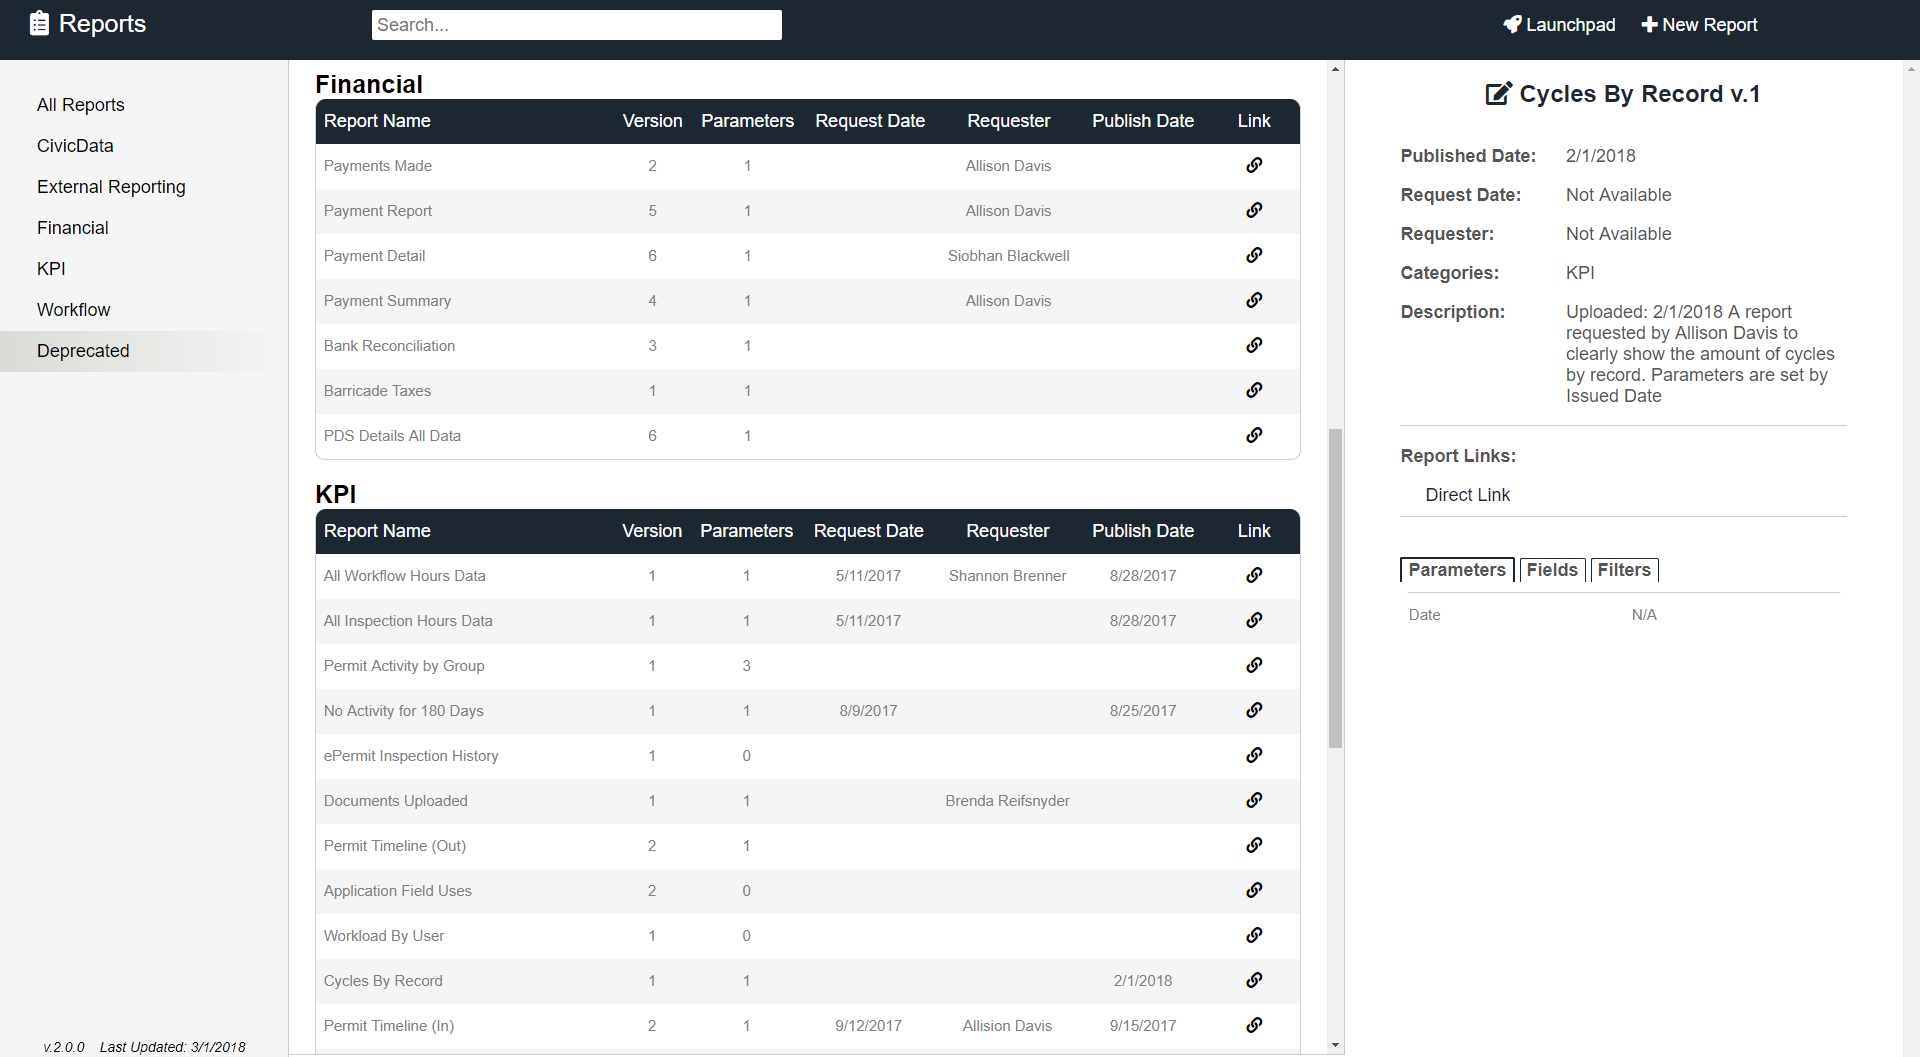 Reports
Search...
Launchpad
New Report
All Reports
CivicData
External Reporting
Financial
KPI
Workflow
Deprecated
v.2.0.0 Last Updated: 3/1/2018
Financial
Report Name Version Parameters Request Date Requester Publish Date Link
Payments Made 2 1 Allison Davis
Payment Report 5 1 Allison Davis
Payment Detail 6 1 Siobhan Blackwell
Payment Summary 4 1 Allison Davis
Bank Reconciliation 3 1
Barricade Taxes 1 1
PDS Details All Data 6 1
KPI
Report Name Version Parameters Request Date Requester Publish Date Link
All Workflow Hours Data 1 1 5/11/2017 Shannon Brenner 8/28/2017
All Inspection Hours Data 1 1 5/11/2017 8/28/2017
Permit Activity by Group 1 3
No Activity for 180 Days 1 1 8/9/2017 8/25/2017
ePermit Inspection History 1 0
Documents Uploaded 1 1 Brenda Reifsnyder
Permit Timeline (Out) 2 1
Application Field Uses 2 0
Workload By User 1 0
Cycles By Record 1 1 2/1/2018
Permit Timeline (In) 2 1 9/12/2017 Allision Davis 9/15/2017
Cycles By Record v.1
Published Date: 2/1/2018
Request Date: Not Available
Requester: Not Available
Categories: KPI
Description: Uploaded: 2/1/2018 A report
requested by Allison Davis to
clearly show the amount of cycles
by record. Parameters are set by
Issued Date
Report Links:
Direct Link
Parameters Fields Filters
Date N/A